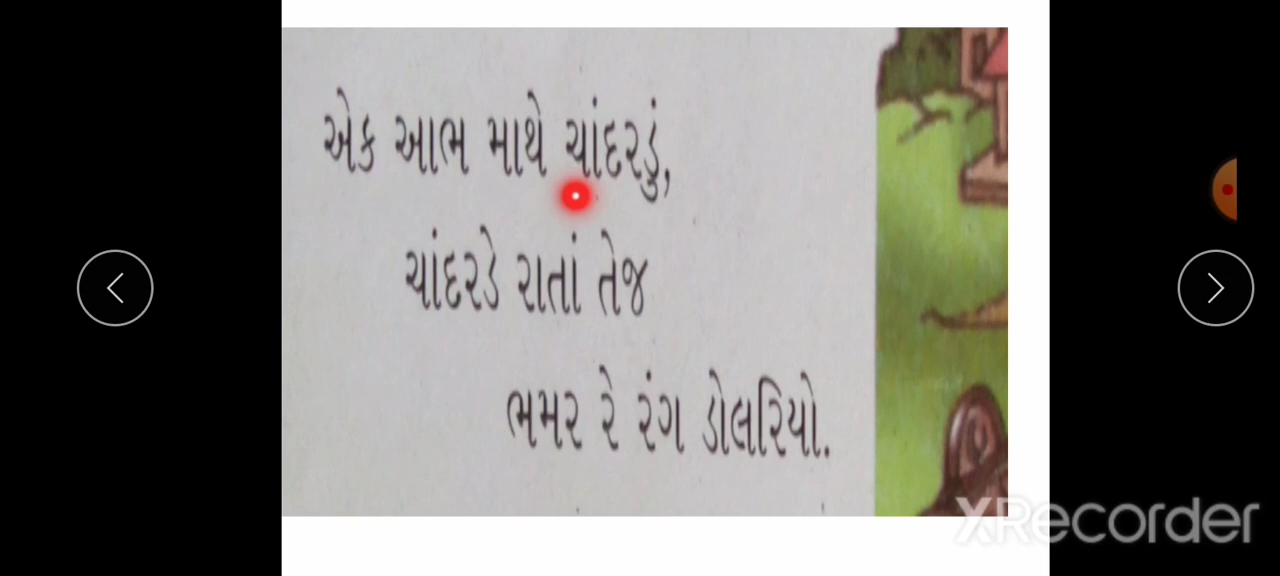 એક આભ માથે ચાંદરડું,
ચાંદરડે રાતાં તેજ
ભમર રે રંગ ડોલરિયો.
XRecorder